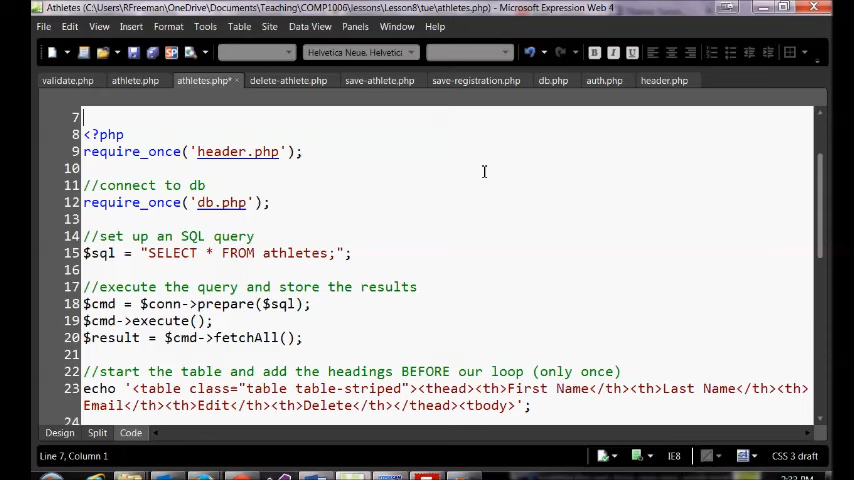 Athletes (C:\Users\RFreeman\OneDrive\Documents\Teaching\COMP1006\lessons\Lesson8\tue\athletes.php) - Microsoft Expression Web 4
File Edit View Insert Format Tools Table Site Data View Panels Window Help
Helvetica Neue, Helvetica B I U
validate.php athlete.php athletes.php* delete-athlete.php save-athlete.php save-registration.php db.php auth.php header.php
7
8 <?php
9 require_once('header.php');
10
11 //connect to db
12 require_once('db.php');
13
14 //set up an SQL query
15 $sql = "SELECT * FROM athletes;";
16
17 //execute the query and store the results
18 $cmd = $conn->prepare($sql);
19 $cmd->execute();
20 $result = $cmd->fetchAll();
21
22 //start the table and add the headings BEFORE our loop (only once)
23 echo '<table class="table table-striped"><thead><th>First Name</th><th>Last Name</th><th>
Email</th><th>Edit</th><th>Delete</th></thead><tbody>';
24
Design Split Code
Line 7, Column 1 IE8 CSS 3 draft
2:33 PM